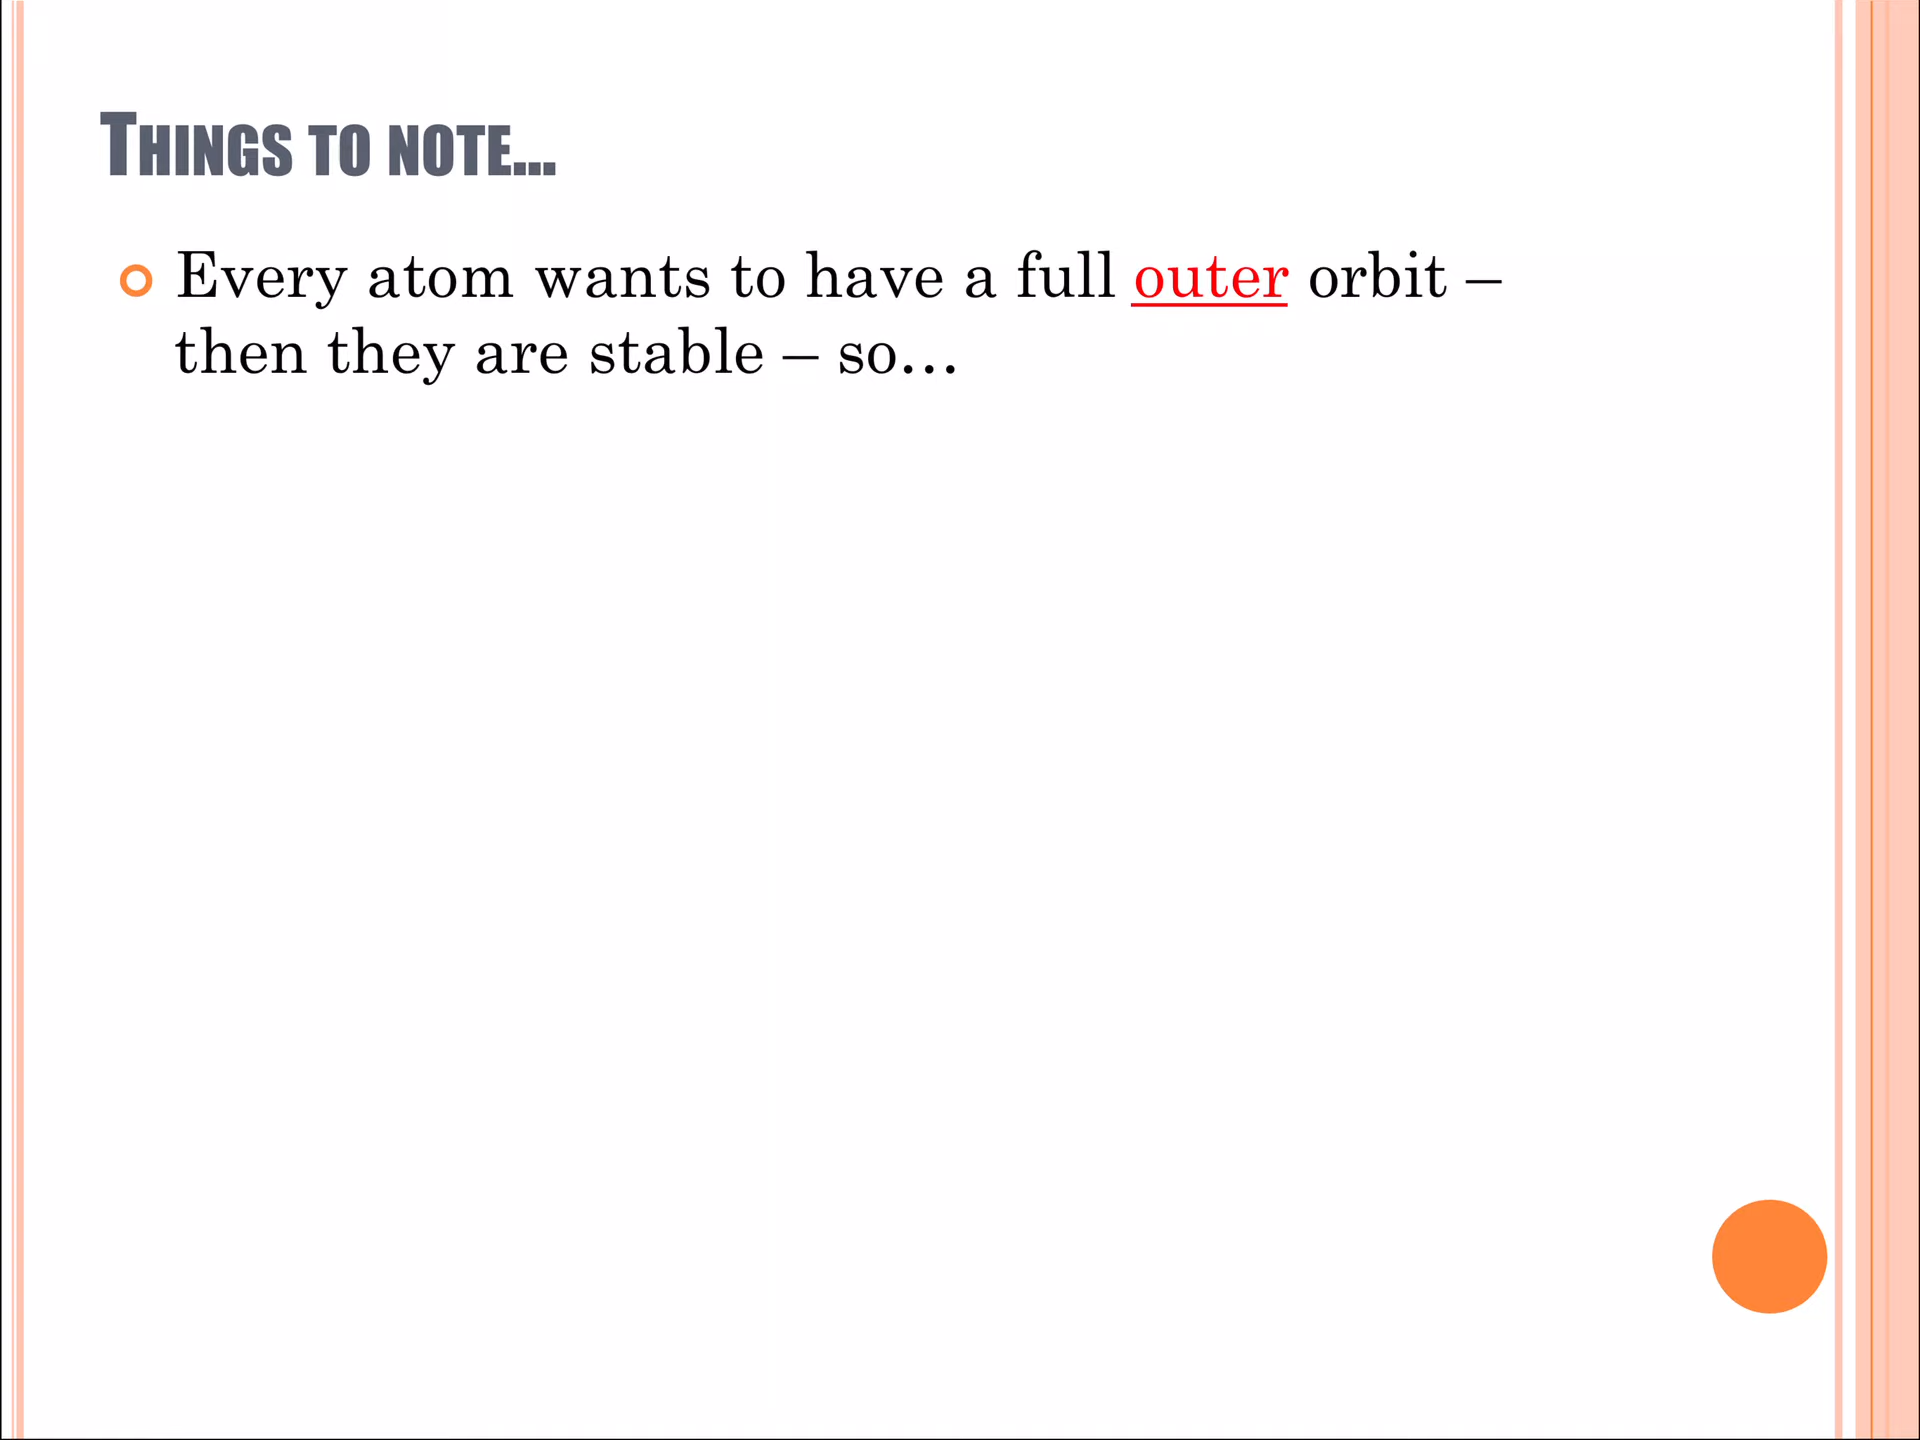 THINGS TO NOTE…
Every atom wants to have a full outer orbit –
then they are stable – so…